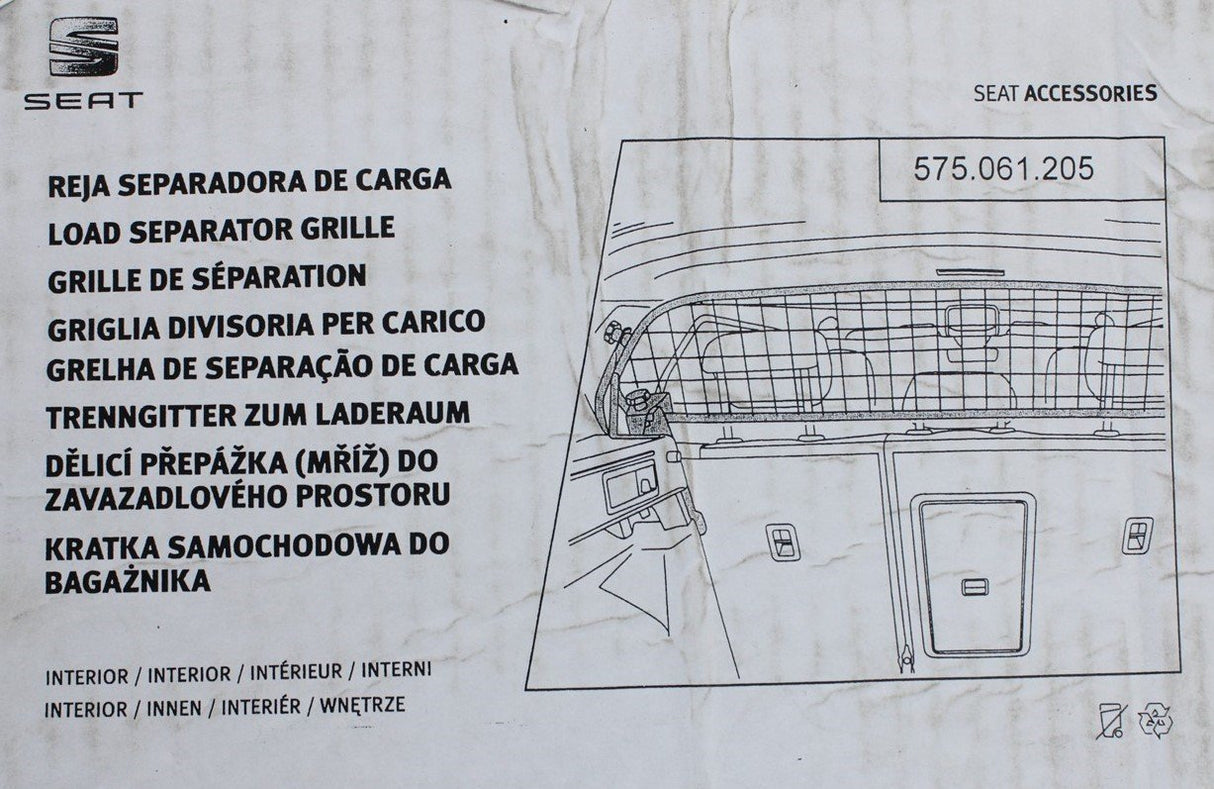 SEAT
SEAT ACCESSORIES
575.061.205
REJA SEPARADORA DE CARGA
LOAD SEPARATOR GRILLE
GRILLE DE SÉPARATION
GRIGLIA DIVISORIA PER CARICO
GRELHA DE SEPARAÇÃO DE CARGA
TRENNGITTER ZUM LADERAUM
DĚLICÍ PŘEPÁŽKA (MŘÍŽ) DO
ZAVAZADLOVÉHO PROSTORU
KRATKA SAMOCHODOWA DO
BAGAŻNIKA
INTERIOR / INTERIOR / INTÉRIEUR / INTERNI
INTERIOR / INNEN / INTERIÉR / WNĘTRZE